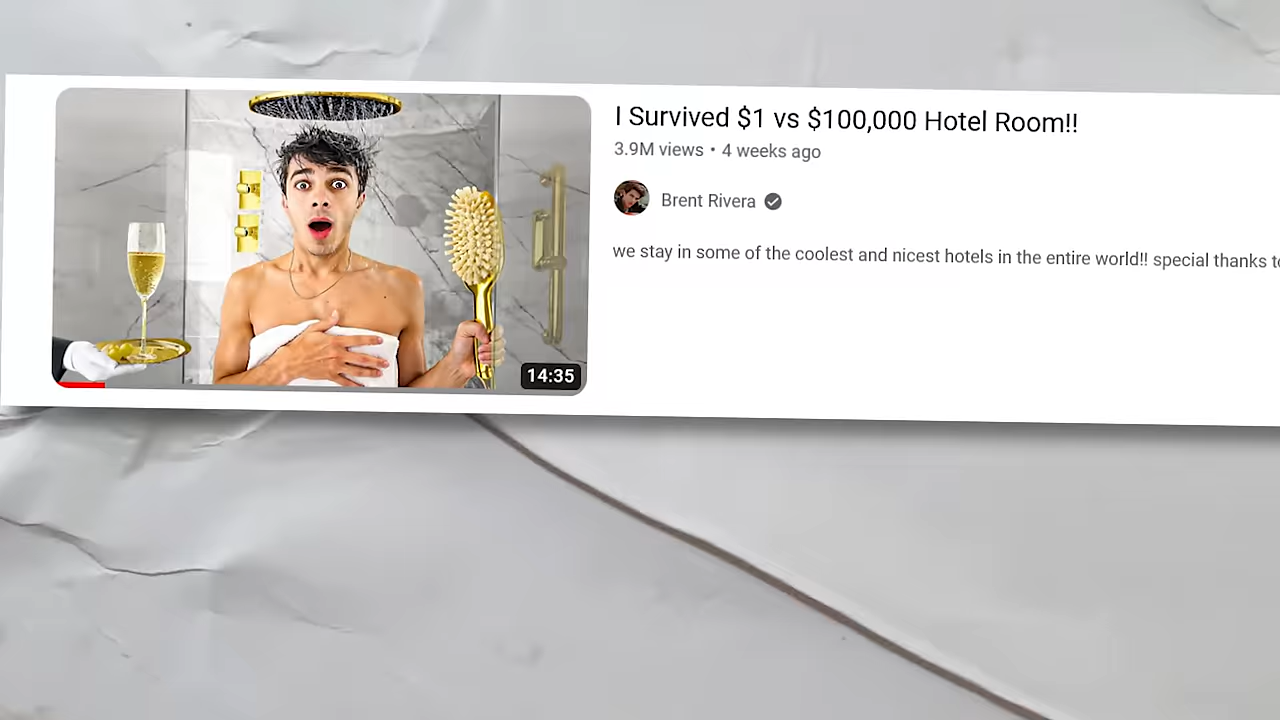 I Survived $1 vs $100,000 Hotel Room!!
3.9M views • 4 weeks ago
Brent Rivera
we stay in some of the coolest and nicest hotels in the entire world!! special thanks
14:35